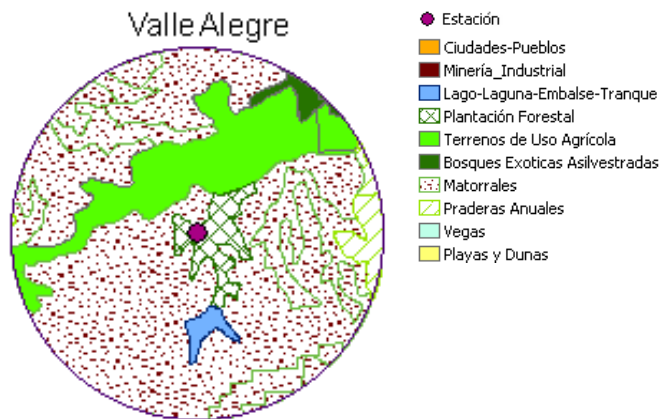 Valle Alegre
Estación
Ciudades-Pueblos
Minería_Industrial
Lago-Laguna-Embalse-Tranque
Plantación Forestal
Terrenos de Uso Agrícola
Bosques Exoticas Asilvestradas
Matorrales
Praderas Anuales
Vegas
Playas y Dunas